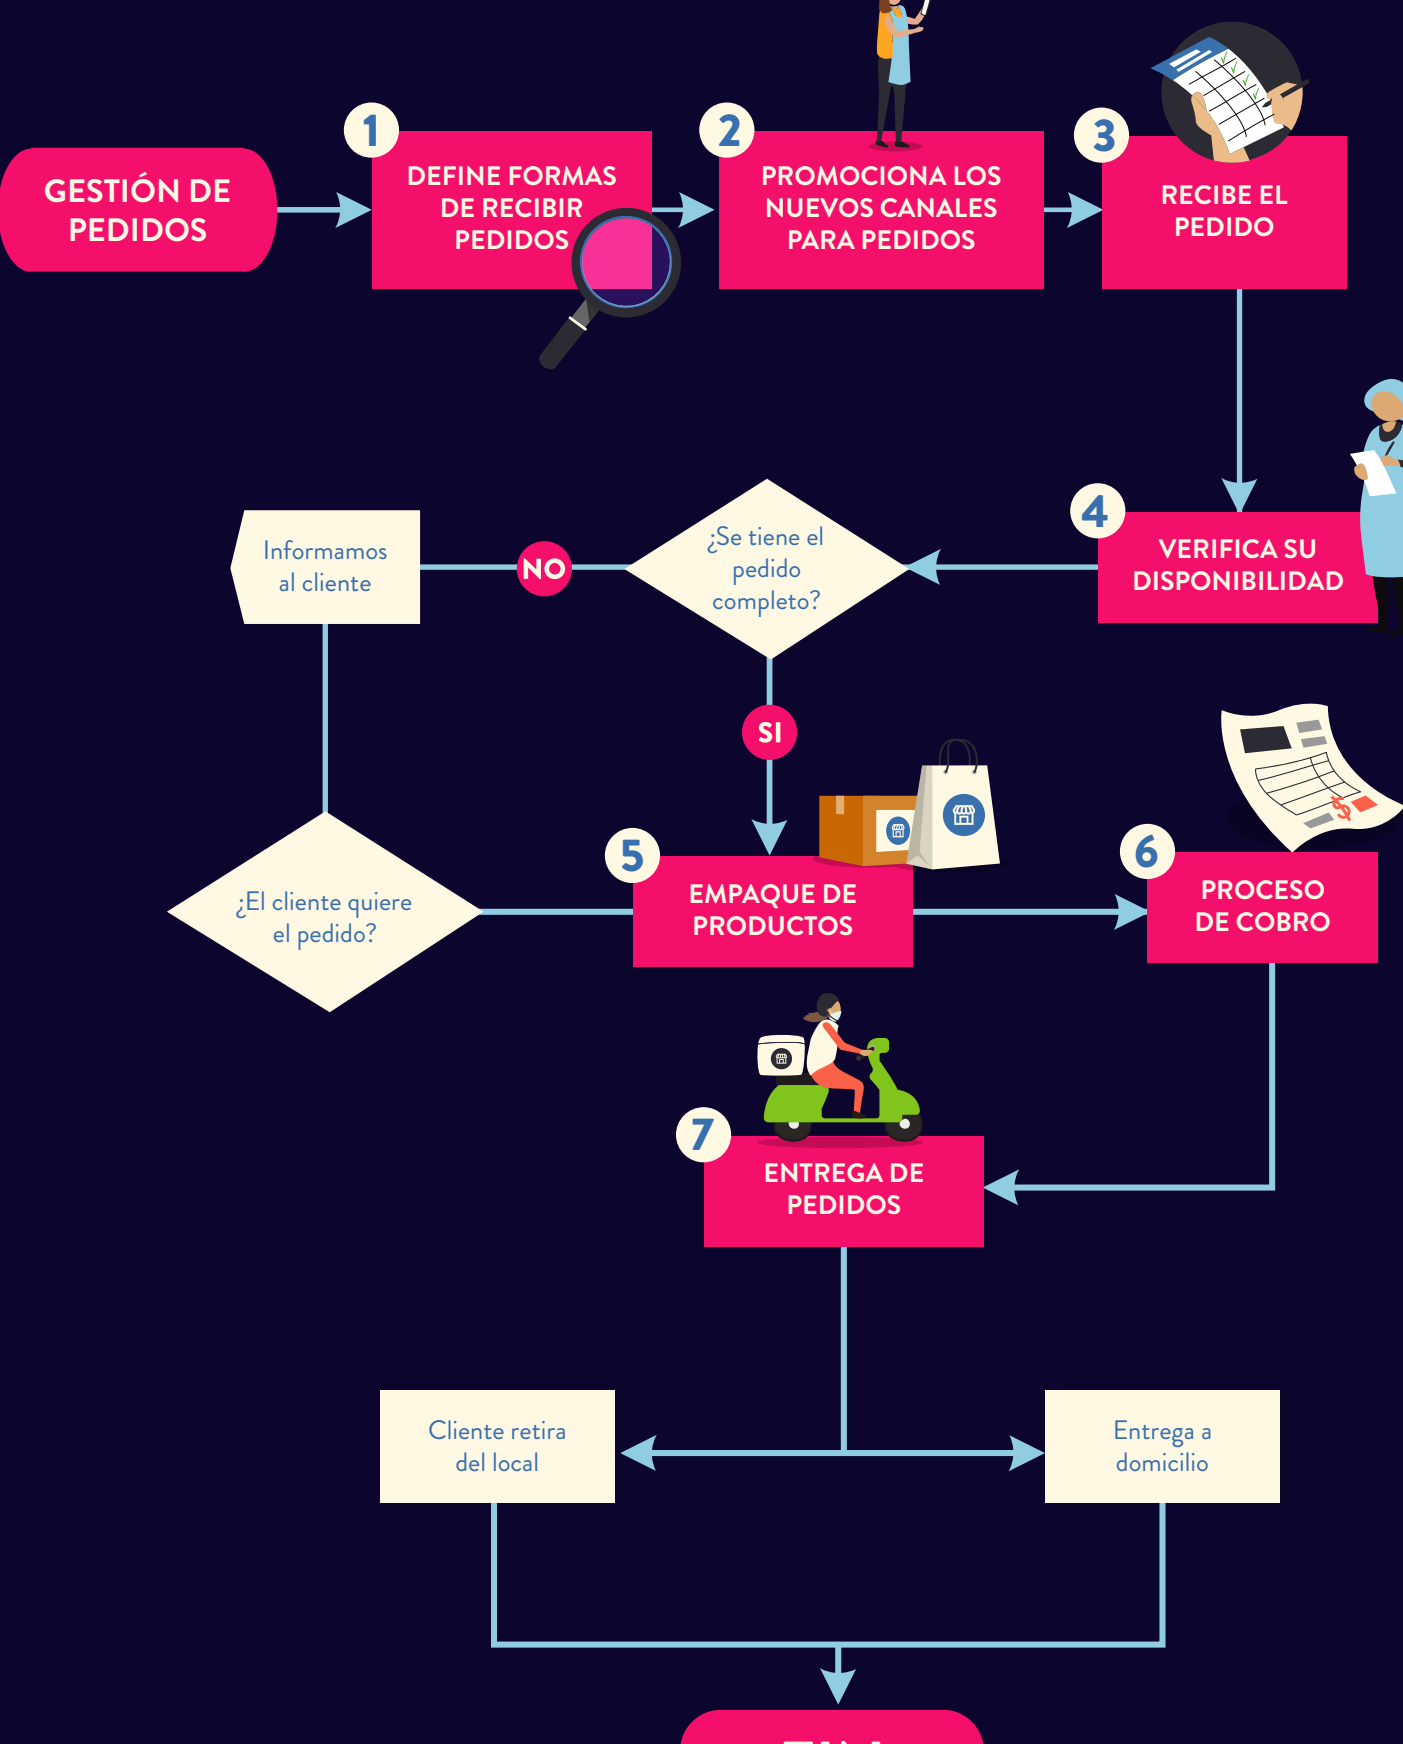 GESTIÓN DE
PEDIDOS
1
DEFINE FORMAS
DE RECIBIR
PEDIDOS
2
PROMOCIONA LOS
NUEVOS CANALES
PARA PEDIDOS
3
RECIBE EL
PEDIDO
4
VERIFICA SU
DISPONIBILIDAD
¿Se tiene el
pedido
completo?
NO
Informamos
al cliente
SI
¿El cliente quiere
el pedido?
5
EMPAQUE DE
PRODUCTOS
6
$
PROCESO
DE COBRO
7
ENTREGA DE
PEDIDOS
Cliente retira
del local
Entrega a
domicilio